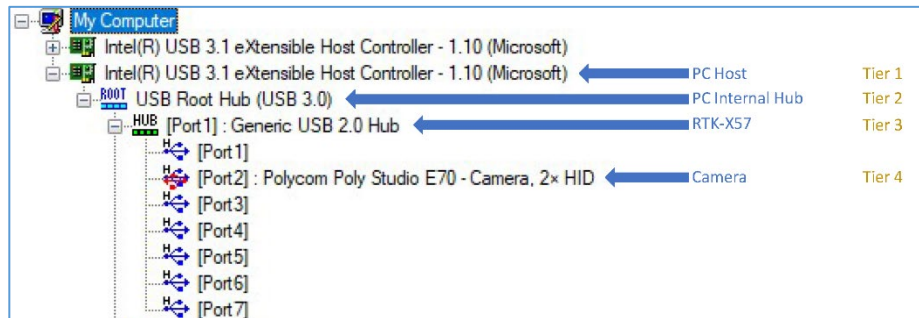 My Computer
Intel(R) USB 3.1 eXtensible Host Controller - 1.10 (Microsoft)
Intel(R) USB 3.1 eXtensible Host Controller - 1.10 (Microsoft) PC Host Tier 1
ROOT USB Root Hub (USB 3.0) PC Internal Hub Tier 2
HUB [Port1] : Generic USB 2.0 Hub RTK-X57 Tier 3
H [Port1]
H [Port2] : Polycom Poly Studio E70 - Camera, 2× HID Camera Tier 4
H [Port3]
H [Port4]
H [Port5]
H [Port6]
H [Port7]